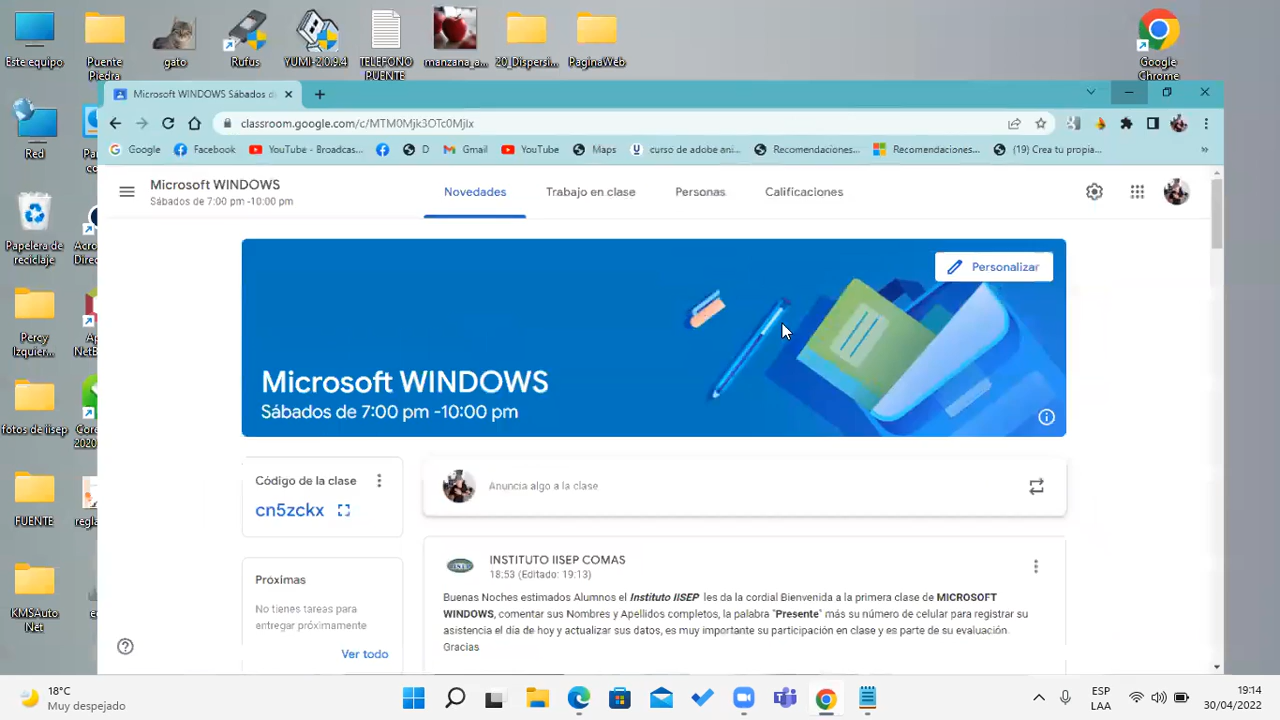 Este equipo
Puente
Piedra
gato
Rufus
YUMI-2.0.9.4
TELEFONO
PUENTE
manzana_a...
20_Dispersi...
PaginaWeb
Google
Chrome
Microsoft WINDOWS Sábados d
classroom.google.com/c/MTM0Mjk3OTc0MjIx
Google
Facebook
YouTube - Broadcas...
D
Gmail
YouTube
Maps
curso de adobe ani...
Recomendaciones...
Recomendaciones...
(19) Crea tu propia...
»
Red
Microsoft WINDOWS
Sábados de 7:00 pm -10:00 pm
Novedades
Trabajo en clase
Personas
Calificaciones
Papelera de
reciclaje
Acro
Direc
Personalizar
Microsoft WINDOWS
Sábados de 7:00 pm -10:00 pm
Percy
Izquier...
Ap
NetB
fotos de iisep
Core
2020
Código de la clase
cn5zckx
Anuncia algo a la clase
FUENTE
regla
INSTITUTO IISEP COMAS
18:53 (Editado: 19:13)
Próximas
No tienes tareas para
entregar próximamente
Ver todo
Buenas Noches estimados Alumnos el Instituto IISEP les da la cordial Bienvenida a la primera clase de MICROSOFT
WINDOWS, comentar sus Nombres y Apellidos completos, la palabra "Presente" más su número de celular para registrar su
asistencia el día de hoy y actualizar sus datos, es muy importante su participación en clase y es parte de su evaluación.
Gracias
KMSAuto
Net
18°C
Muy despejado
ESP
LAA
19:14
30/04/2022